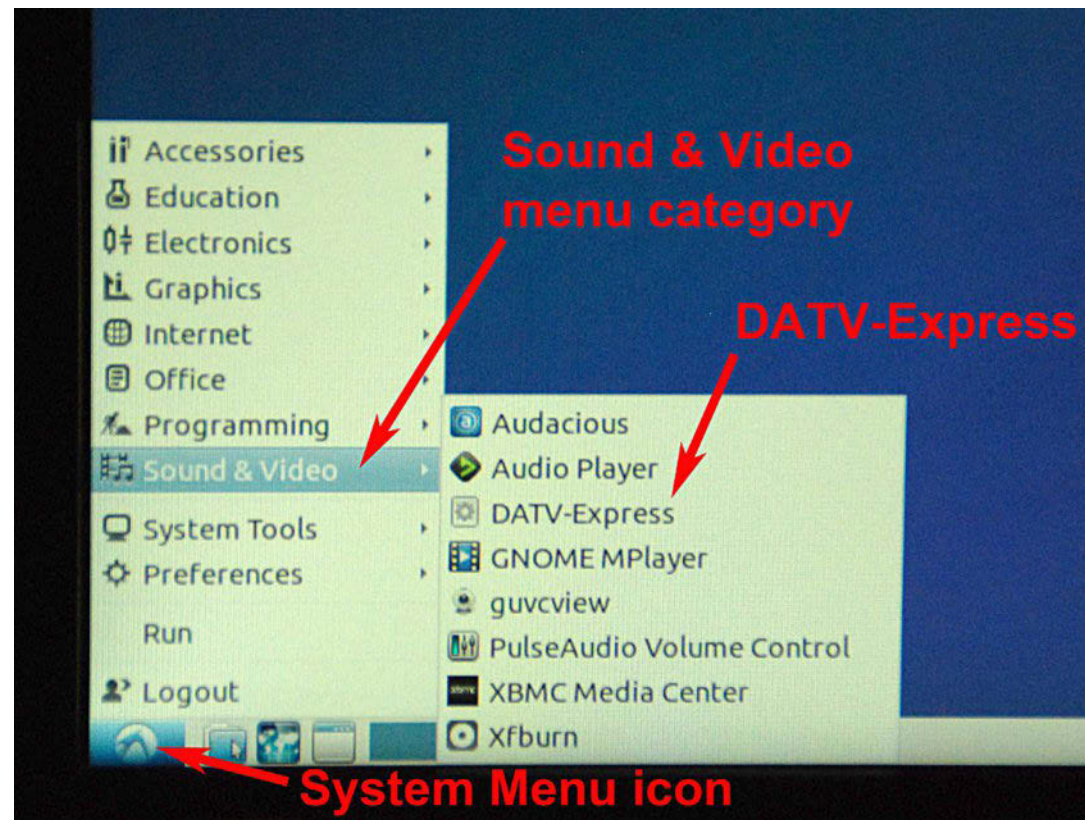 Accessories
Education
Electronics
Graphics
Internet
Office
Programming
Sound & Video
System Tools
Preferences
Run
Logout
Sound & Video
menu category
DATV-Express
Audacious
Audio Player
DATV-Express
GNOME MPlayer
guvcview
PulseAudio Volume Control
XBMC Media Center
Xfburn
System Menu icon